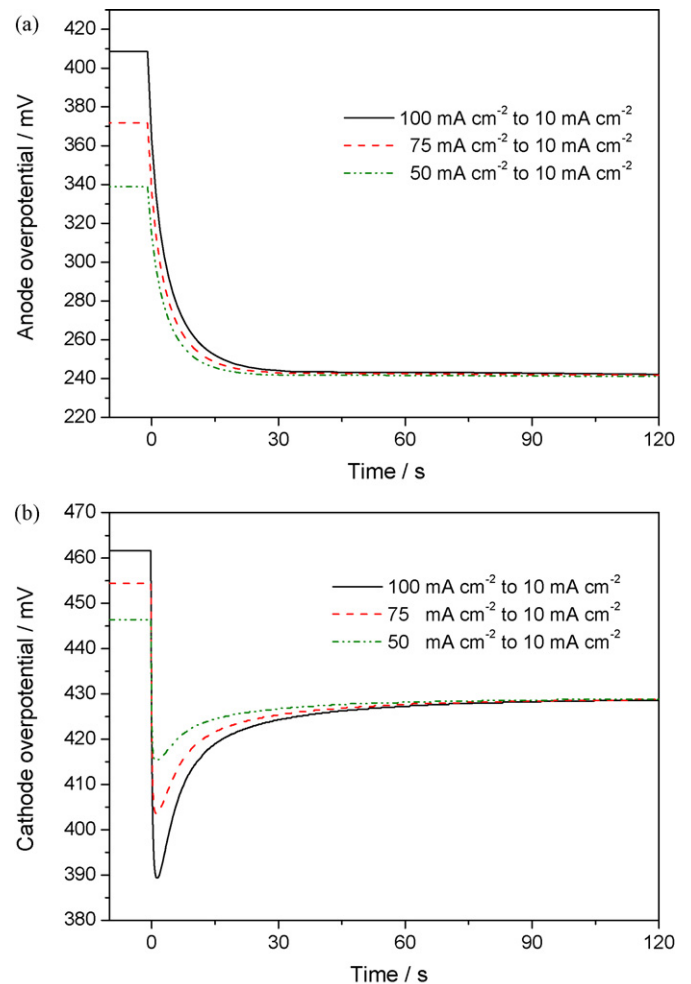 (a)
420
400
380
360
340
320
300
280
260
240
220
Anode overpotential / mV
100 mA cm⁻² to 10 mA cm⁻²
75 mA cm⁻² to 10 mA cm⁻²
50 mA cm⁻² to 10 mA cm⁻²
0 30 60 90 120
Time / s
(b)
470
460
450
440
430
420
410
400
390
380
Cathode overpotential / mV
100 mA cm⁻² to 10 mA cm⁻²
75 mA cm⁻² to 10 mA cm⁻²
50 mA cm⁻² to 10 mA cm⁻²
0 30 60 90 120
Time / s